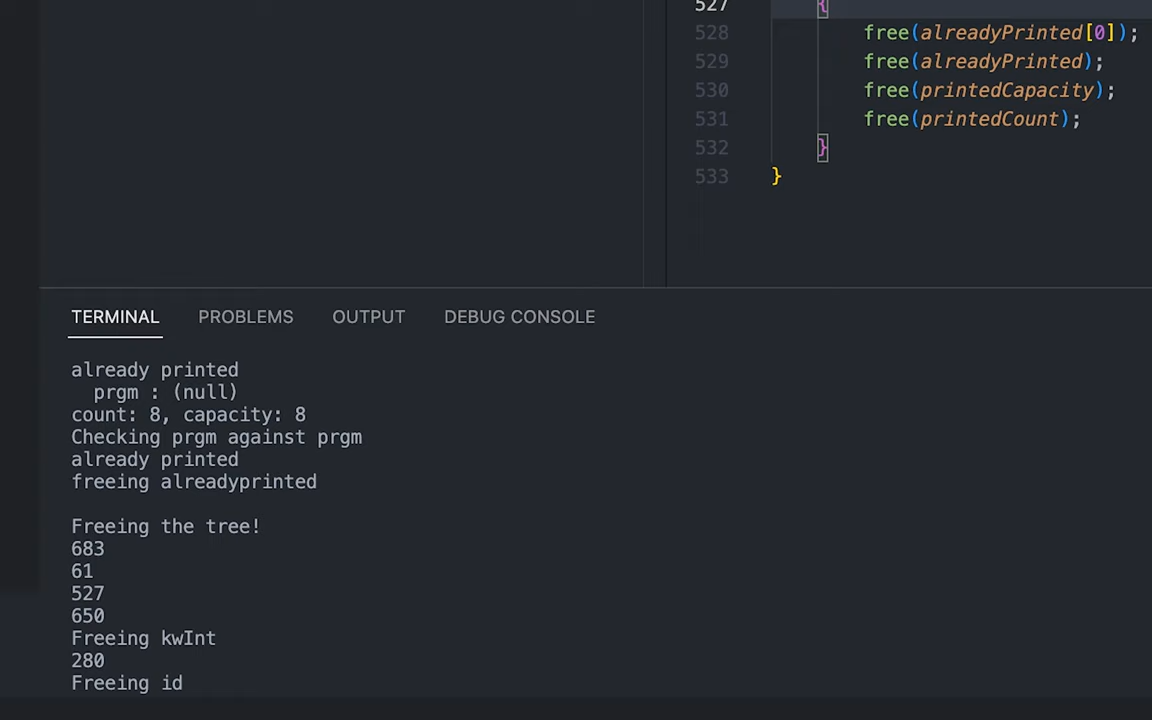 527 {
528 free(alreadyPrinted[0]);
529 free(alreadyPrinted);
530 free(printedCapacity);
531 free(printedCount);
532 }
533 }
TERMINAL PROBLEMS OUTPUT DEBUG CONSOLE
already printed
prgm : (null)
count: 8, capacity: 8
Checking prgm against prgm
already printed
freeing alreadyprinted
Freeing the tree!
683
61
527
650
Freeing kwInt
280
Freeing id